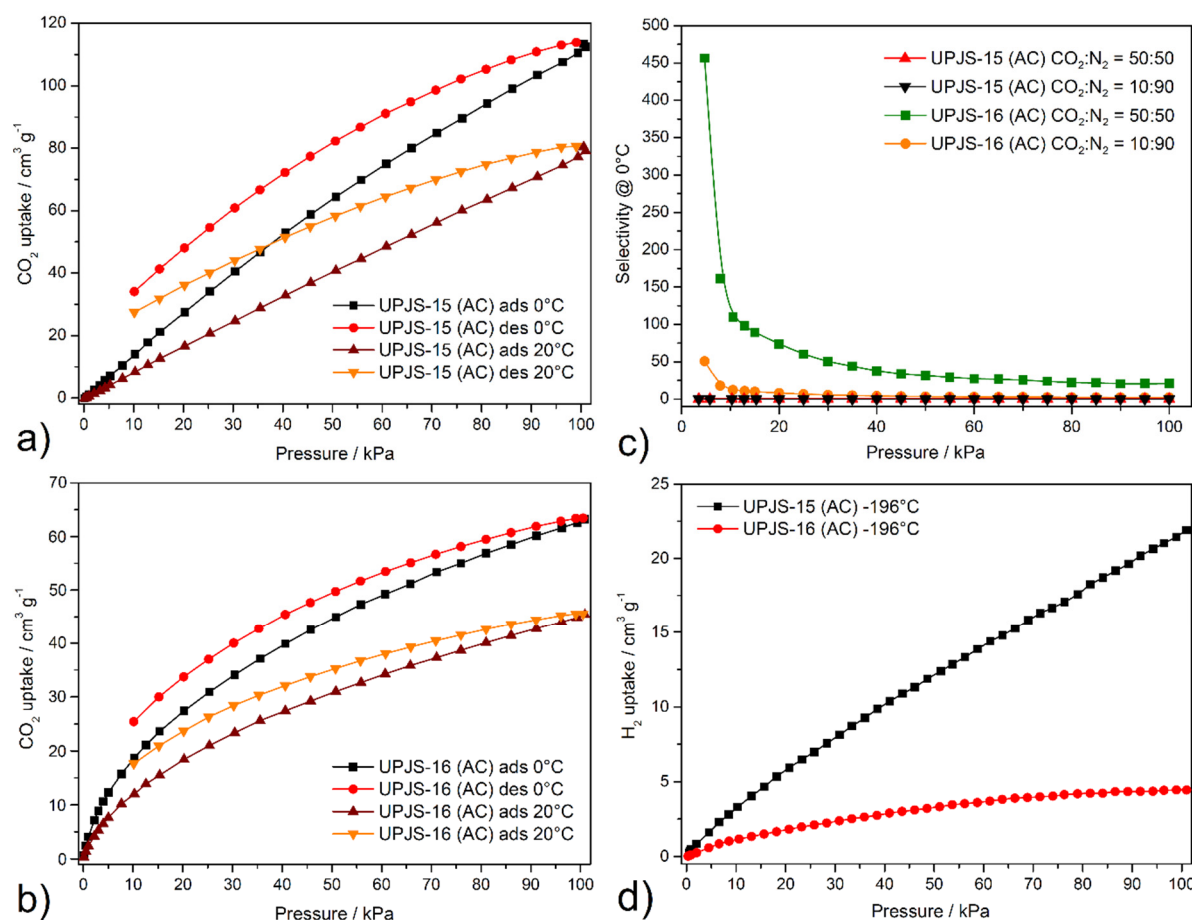 a)
CO₂ uptake / cm³ g⁻¹
120
100
80
60
40
20
0
UPJS-15 (AC) ads 0°C
UPJS-15 (AC) des 0°C
UPJS-15 (AC) ads 20°C
UPJS-15 (AC) des 20°C
0 10 20 30 40 50 60 70 80 90 100
Pressure / kPa
c)
Selectivity @ 0°C
500
450
400
350
300
250
200
150
100
50
0
UPJS-15 (AC) CO₂:N₂ = 50:50
UPJS-15 (AC) CO₂:N₂ = 10:90
UPJS-16 (AC) CO₂:N₂ = 50:50
UPJS-16 (AC) CO₂:N₂ = 10:90
0 20 40 60 80 100
Pressure / kPa
b)
CO₂ uptake / cm³ g⁻¹
70
60
50
40
30
20
10
0
UPJS-16 (AC) ads 0°C
UPJS-16 (AC) des 0°C
UPJS-16 (AC) ads 20°C
UPJS-16 (AC) ads 20°C
0 10 20 30 40 50 60 70 80 90 100
Pressure / kPa
d)
H₂ uptake / cm³ g⁻¹
25
20
15
10
5
0
UPJS-15 (AC) -196°C
UPJS-16 (AC) -196°C
0 10 20 30 40 50 60 70 80 90 100
Pressure / kPa